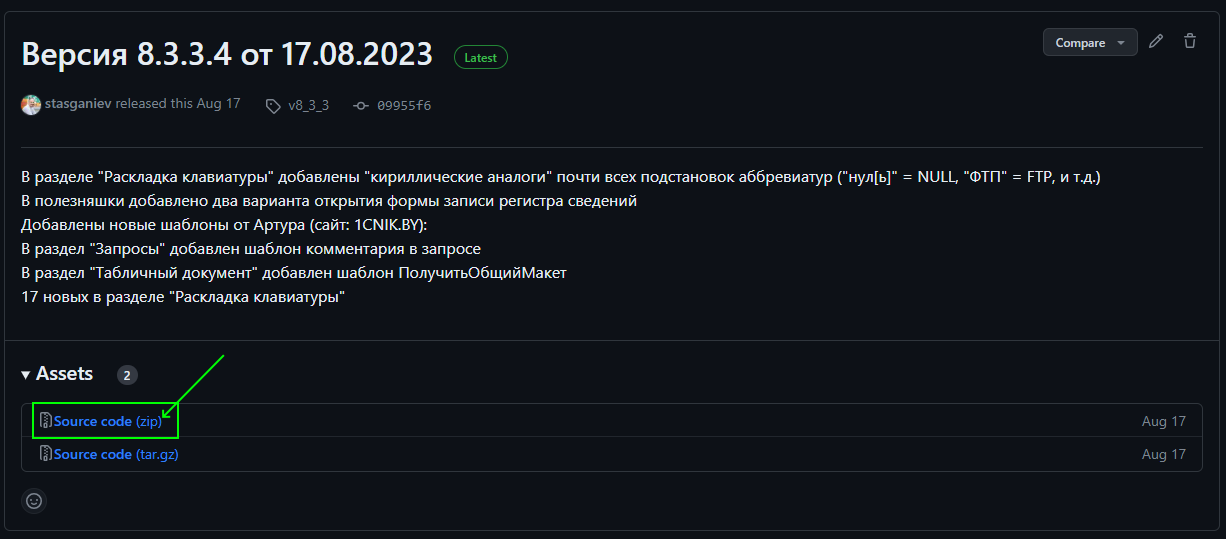 Версия 8.3.3.4 от 17.08.2023 Latest Compare
stasganiev released this Aug 17 v8_3_3 09955f6
В разделе "Раскладка клавиатуры" добавлены "кириллические аналоги" почти всех подстановок аббревиатур ("нул[ь]" = NULL, "ФТП" = FTP, и т.д.)
В полезняшки добавлено два варианта открытия формы записи регистра сведений
Добавлены новые шаблоны от Артура (сайт: 1CNIK.BY):
В раздел "Запросы" добавлен шаблон комментария в запросе
В раздел "Табличный документ" добавлен шаблон ПолучитьОбщийМакет
17 новых в разделе "Раскладка клавиатуры"
Assets 2
Source code (zip) Aug 17
Source code (tar.gz) Aug 17